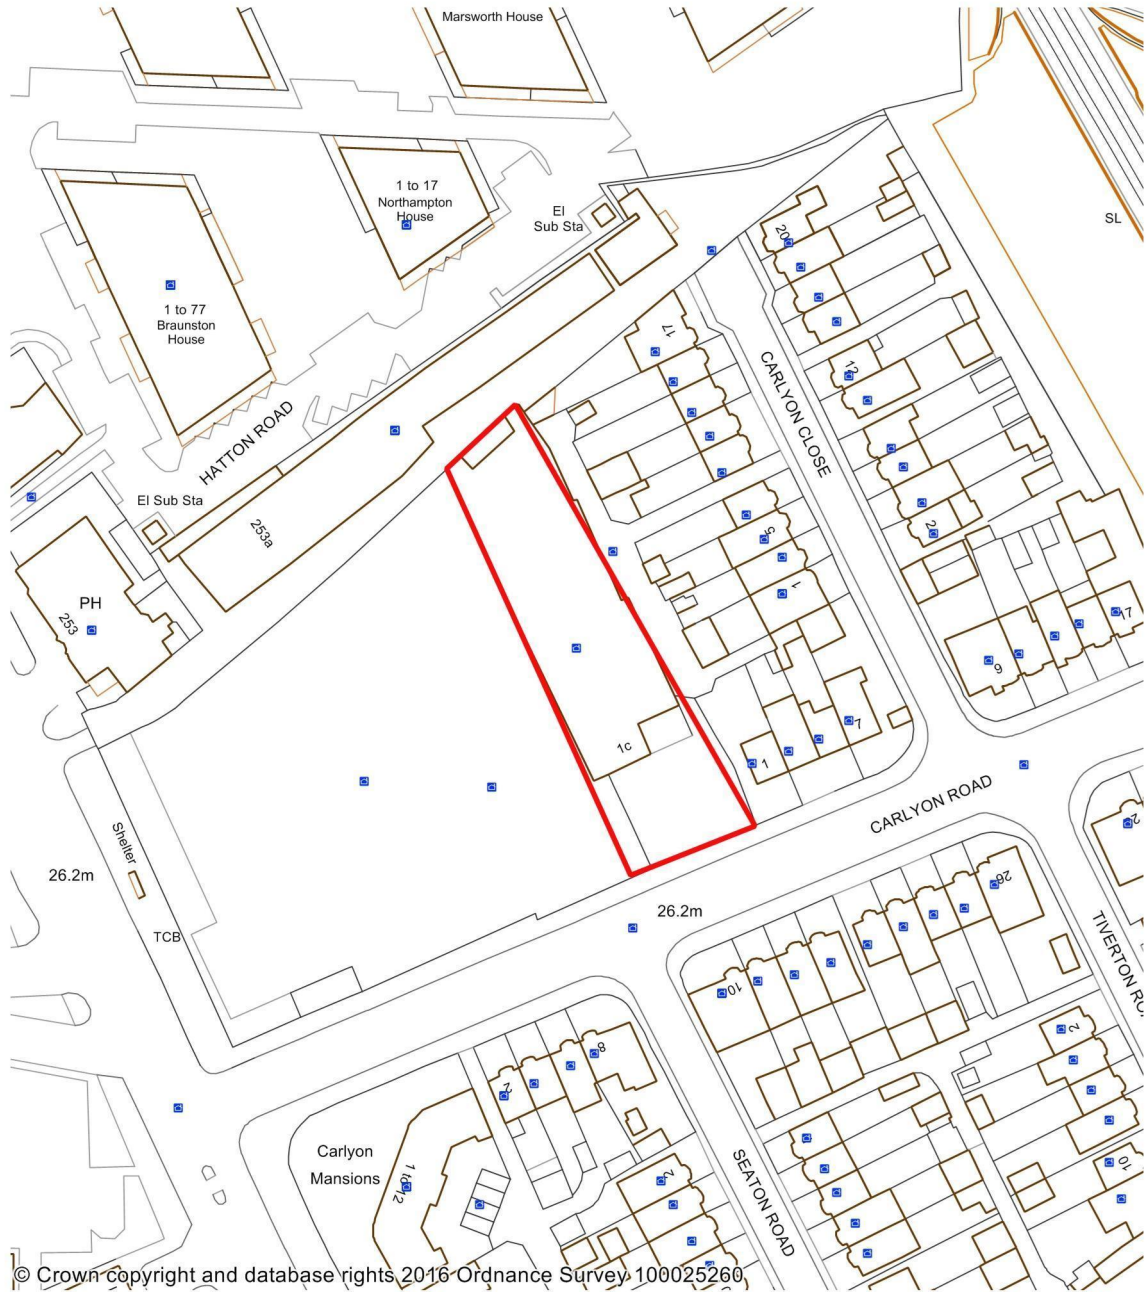 Marsworth House
1 to 17
Northampton
House
El
Sub Sta
SL
20
1 to 77
Braunston
House
17
12
CARLYON CLOSE
HATTON ROAD
El Sub Sta
253a
2
5
1
PH
253
17
9
1c
7
1
CARLYON ROAD
Shelter
26.2m
26.2m
TCB
26
10
TIVERTON RO
2
8
2
Carlyon
Mansions
1 to 12
2
SEATON ROAD
10
© Crown copyright and database rights 2016 Ordnance Survey 100025260